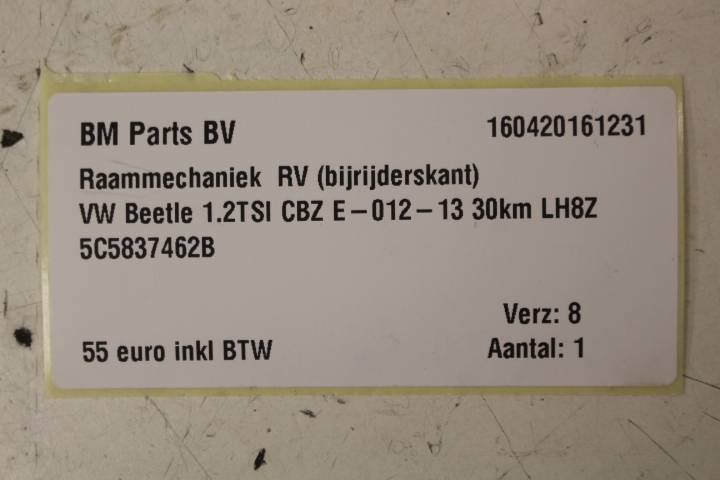 BM Parts BV 160420161231
Raammechaniek RV (bijrijderskant)
VW Beetle 1.2TSI CBZ E-012-13 30km LH8Z
5C5837462B
Verz: 8
55 euro inkl BTW Aantal: 1